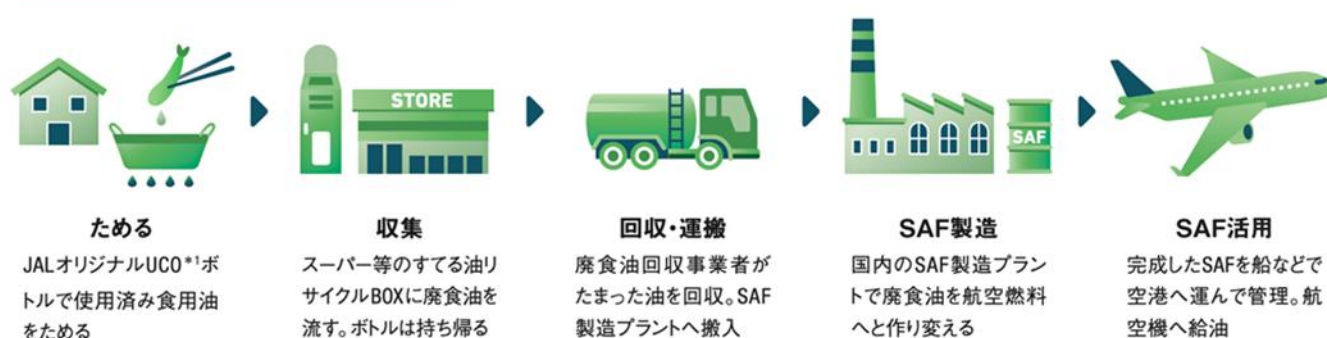 STORE
SAF
ためる
JALオリジナルUCO*1ボ
トルで使用済み食用油
をためる
収集
スーパー等のすてる油リ
サイクルBOXに廃食油を
流す。ボトルは持ち帰る
回収・運搬
廃食油回収事業者が
たまった油を回収。SAF
製造プラントへ搬入
SAF製造
国内のSAF製造プラン
トで廃食油を航空燃料
へと作り変える
SAF活用
完成したSAFを船などで
空港へ運んで管理。航
空機へ給油